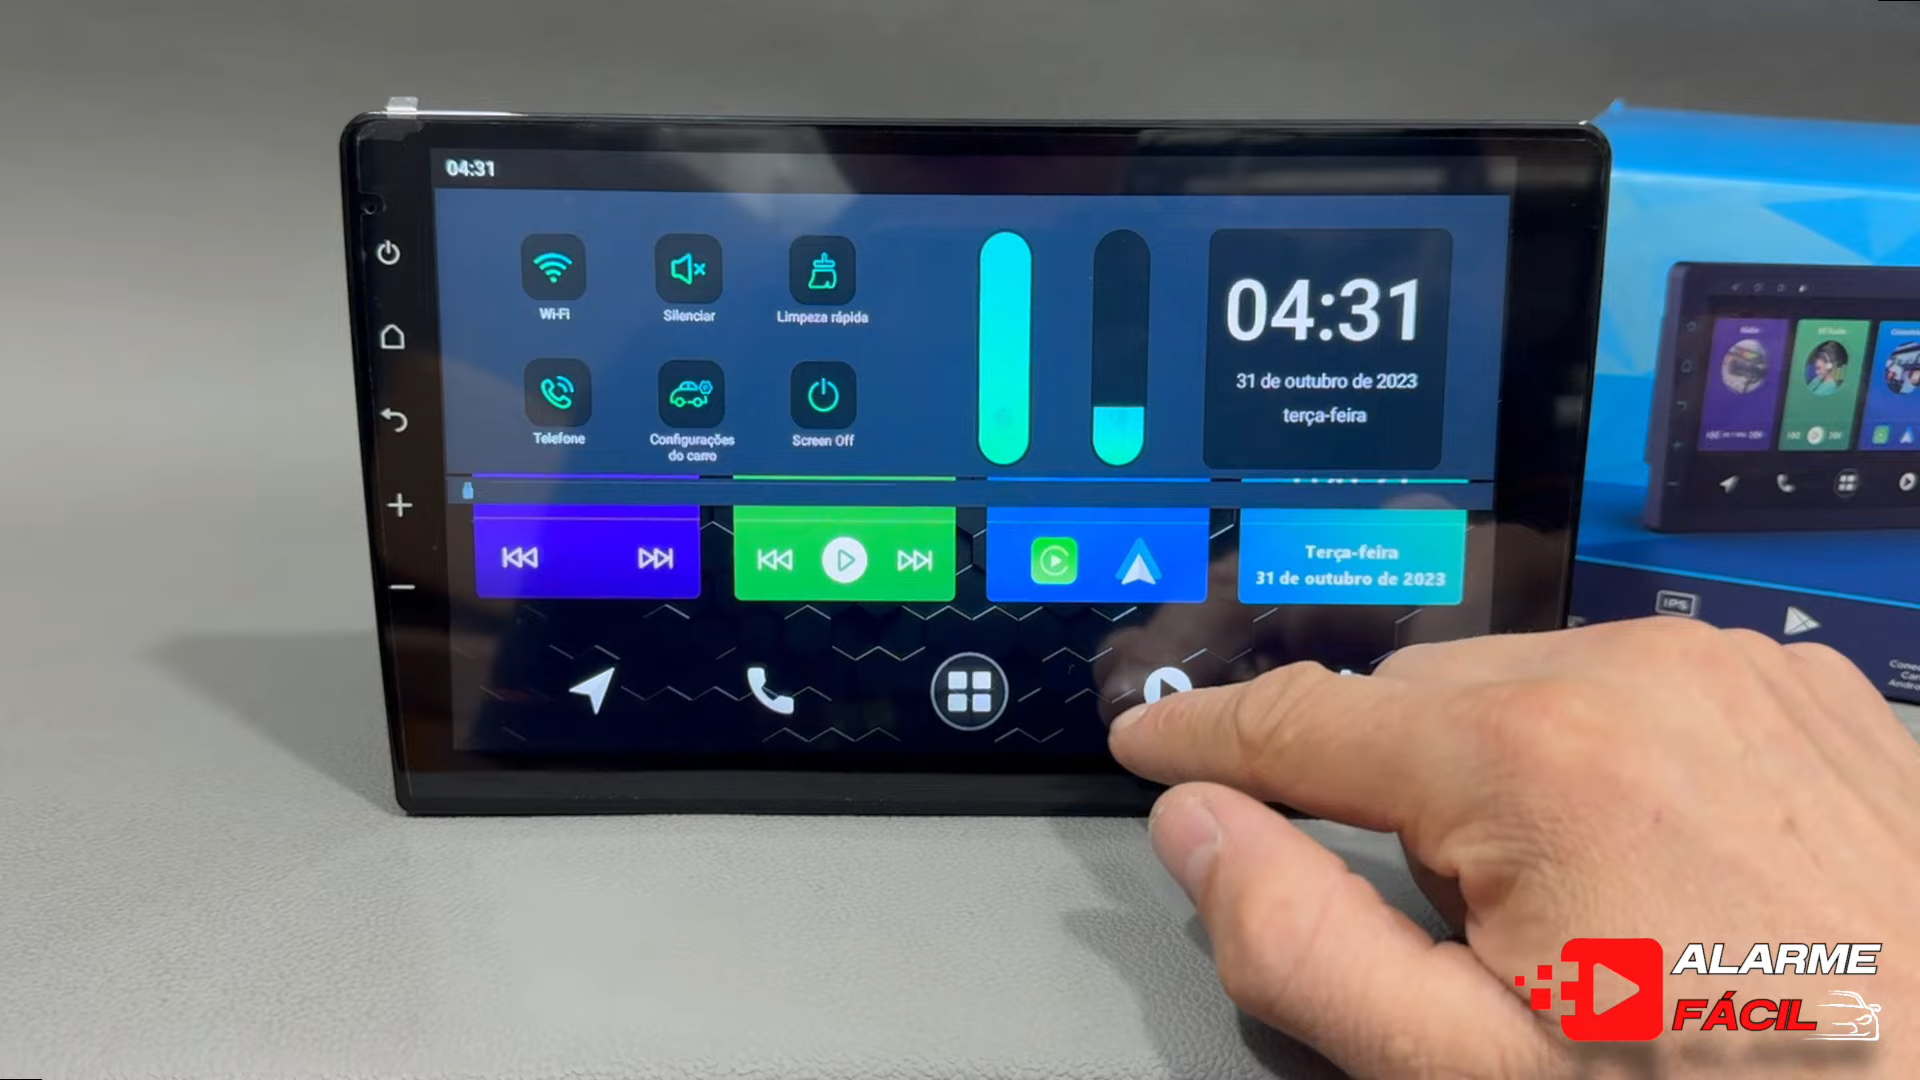 04:31
Wi-Fi
Silenciar
Limpeza rápida
Telefone
Configurações
do carro
Screen Off
04:31
31 de outubro de 2023
terça-feira
Terça-feira
31 de outubro de 2023
IPS
ALARME
FÁCIL